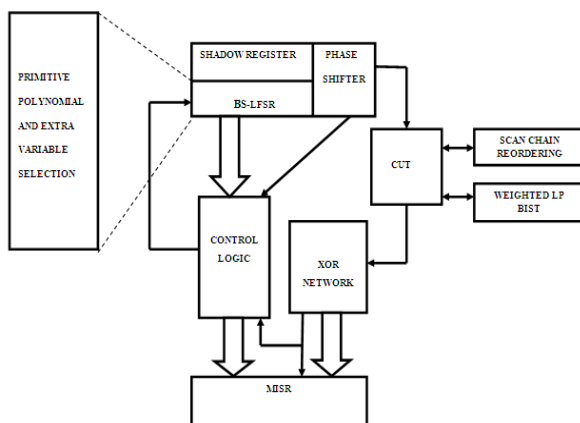 PRIMITIVE
POLYNOMIAL
AND EXTRA
VARIABLE
SELECTION
SHADOW REGISTER
PHASE
SHIFTER
BS-LFSR
CUT
SCAN CHAIN
REORDERING
WEIGHTED LP
BIST
CONTROL
LOGIC
XOR
NETWORK
MISR